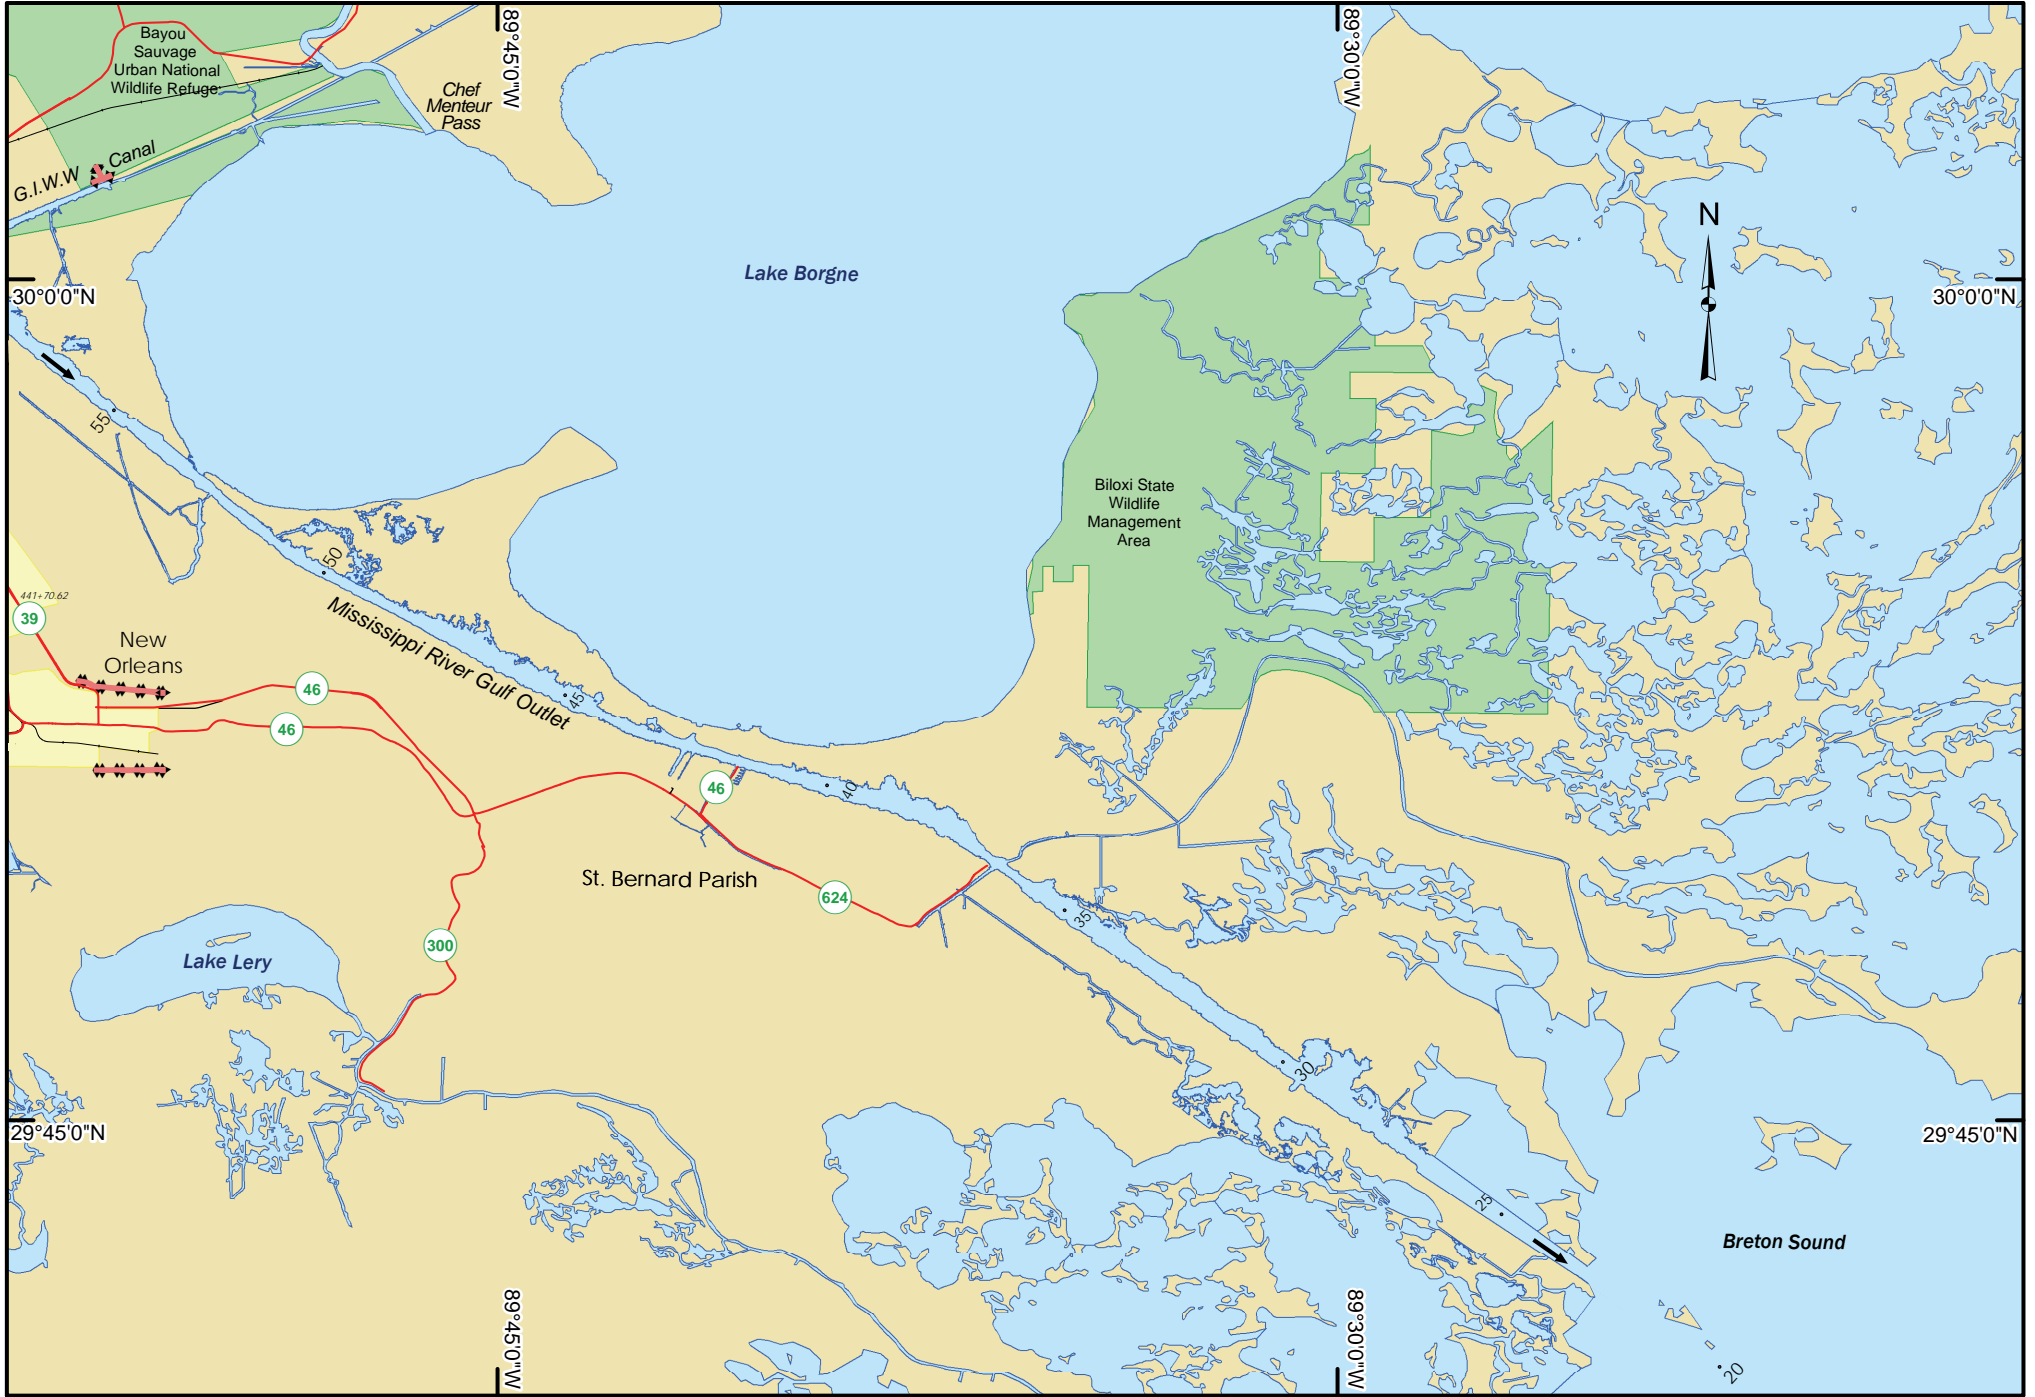 Bayou
Sauvage
Urban National
Wildlife Refuge
89°45'0"W
89°30'0"W
Chef
Menteur
Pass
G.I.W.W Canal
N
Lake Borgne
30°0'0"N
30°0'0"N
55
Biloxi State
Wildlife
Management
Area
50
441+70.62
39
Mississippi River Gulf Outlet
New
Orleans
46
45
46
46
40
St. Bernard Parish
624
35
300
Lake Lery
30
29°45'0"N
29°45'0"N
25
Breton Sound
89°45'0"W
89°30'0"W
20